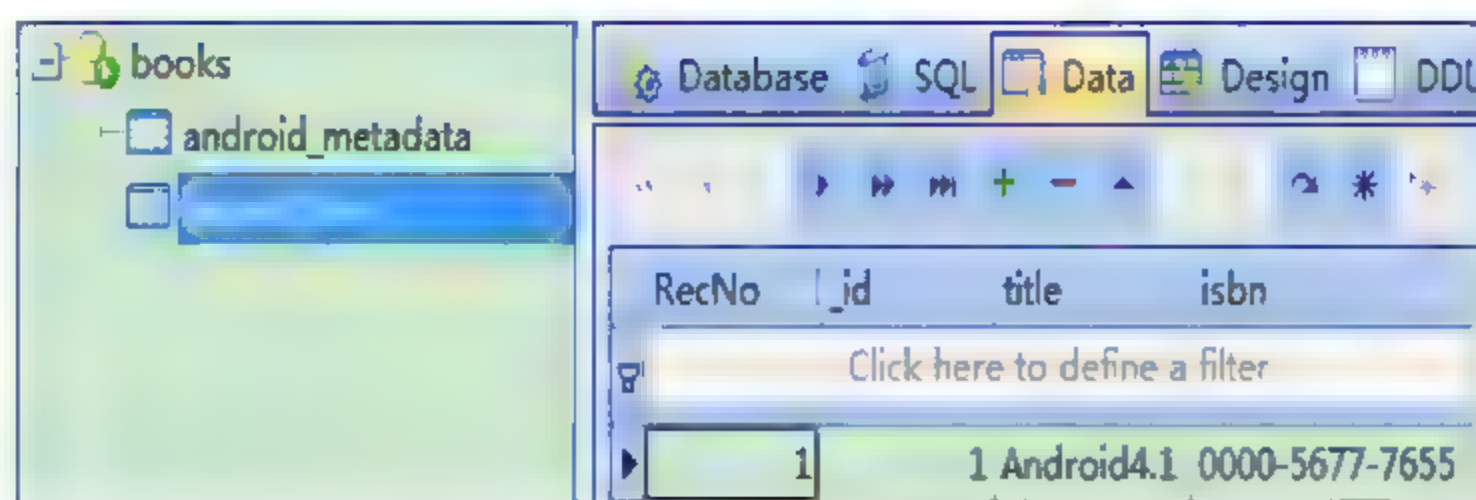 books
android_metadata
Database SQL Data Design DDL
RecNo _id title isbn
Click here to define a filter
1 1 Android4.1 0000-5677-7655